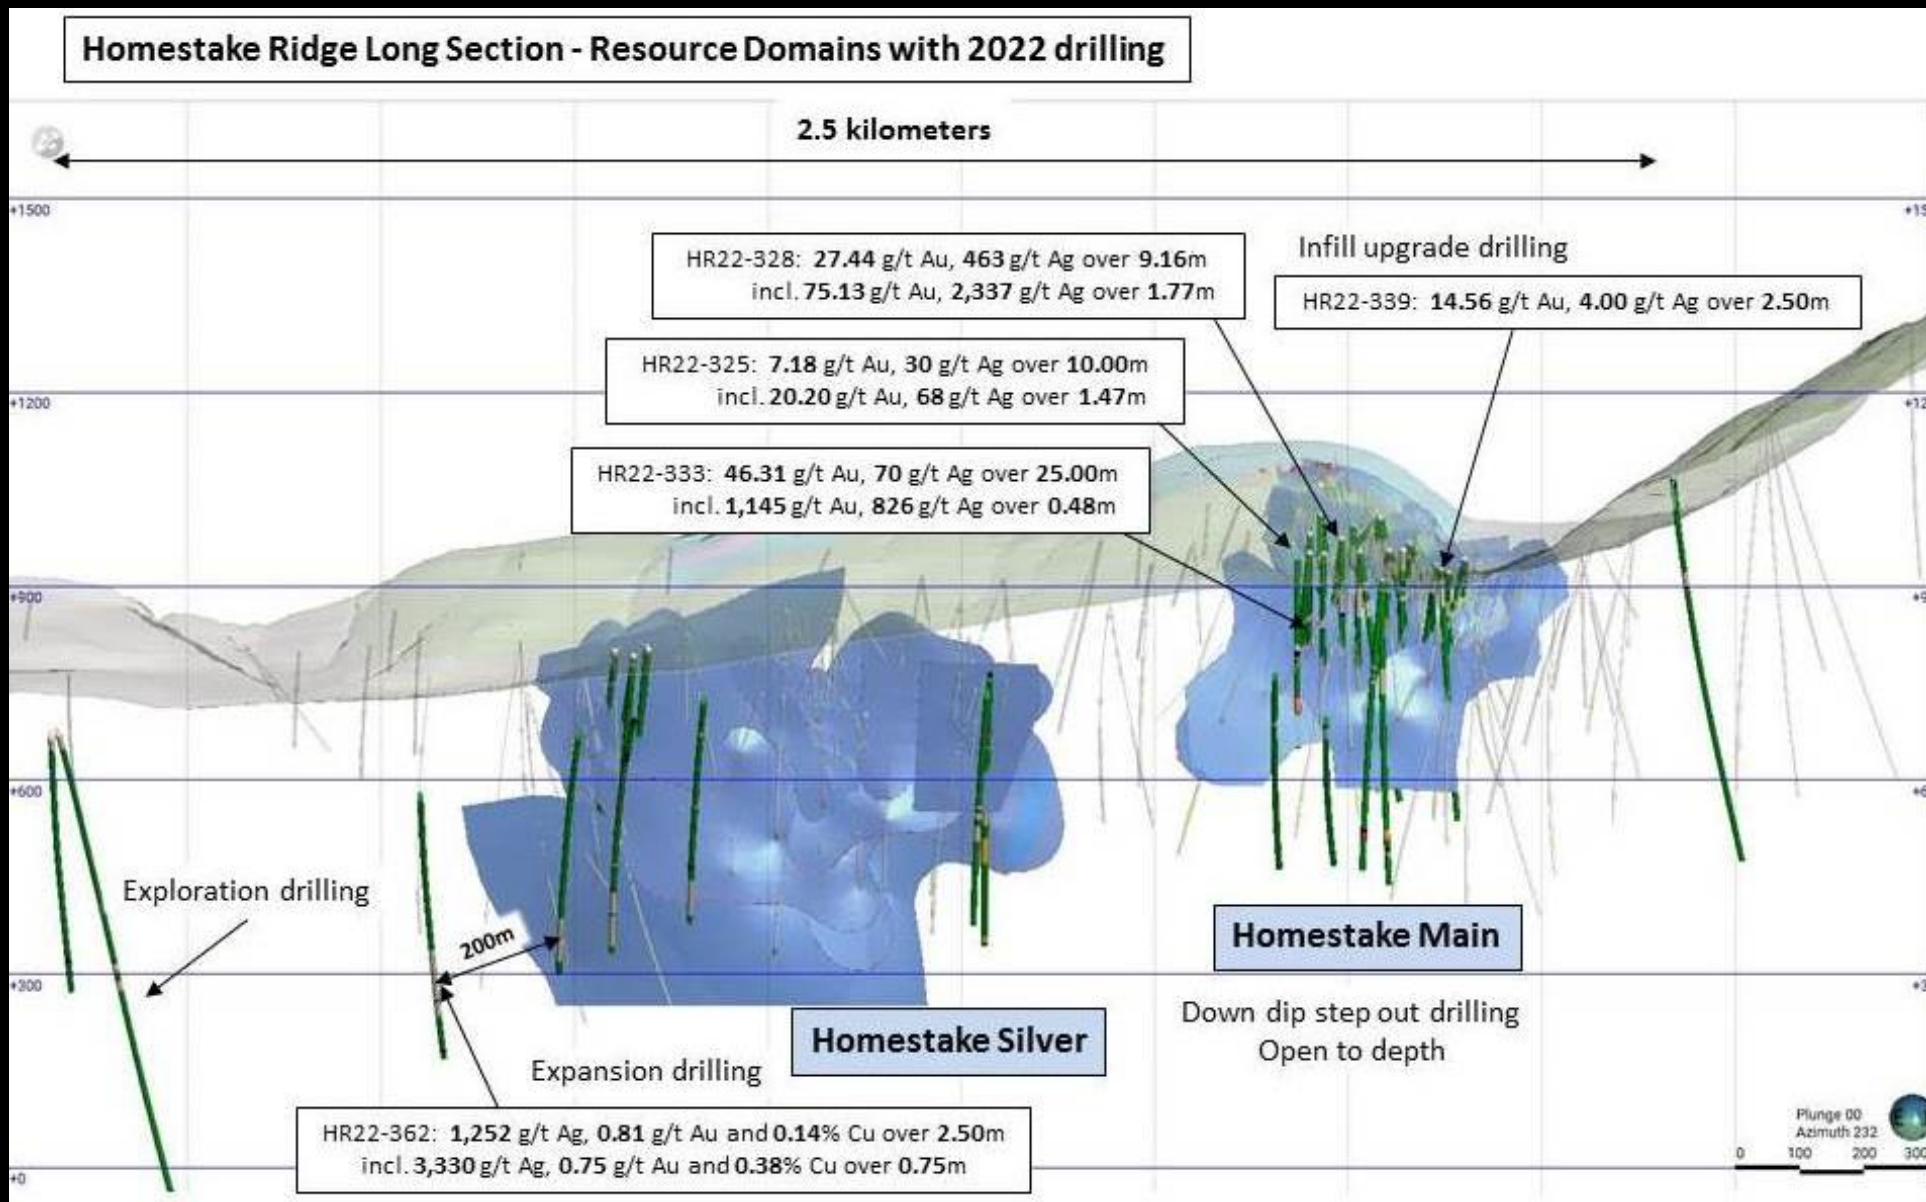 Homestake Ridge Long Section - Resource Domains with 2022 drilling
2.5 kilometers
+1500
HR22-328: 27.44 g/t Au, 463 g/t Ag over 9.16m
incl. 75.13 g/t Au, 2,337 g/t Ag over 1.77m
Infill upgrade drilling
HR22-339: 14.56 g/t Au, 4.00 g/t Ag over 2.50m
HR22-325: 7.18 g/t Au, 30 g/t Ag over 10.00m
incl. 20.20 g/t Au, 68 g/t Ag over 1.47m
+1200
HR22-333: 46.31 g/t Au, 70 g/t Ag over 25.00m
incl. 1,145 g/t Au, 826 g/t Ag over 0.48m
+900
+600
Exploration drilling
200m
Homestake Main
+300
Down dip step out drilling
Open to depth
Homestake Silver
Expansion drilling
HR22-362: 1,252 g/t Ag, 0.81 g/t Au and 0.14% Cu over 2.50m
incl. 3,330 g/t Ag, 0.75 g/t Au and 0.38% Cu over 0.75m
+0
Plunge 00
Azimuth 232
0 100 200 300